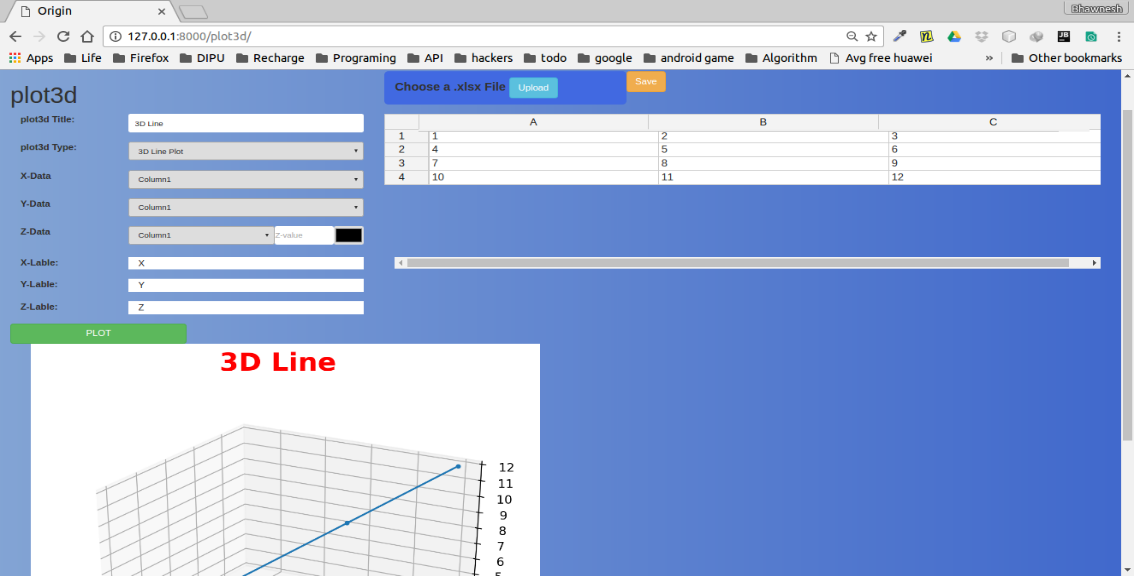 Origin
Bhawnesh
127.0.0.1:8000/plot3d/
Apps Life Firefox DIPU Recharge Programing API hackers todo google android game Algorithm Avg free huawei » Other bookmarks
plot3d
Choose a .xlsx File Upload Save
plot3d Title: 3D Line
plot3d Type: 3D Line Plot
X-Data Column1
Y-Data Column1
Z-Data Column1 Z-value
X-Lable: X
Y-Lable: Y
Z-Lable: Z
PLOT
A B C
1 1 2 3
2 4 5 6
3 7 8 9
4 10 11 12
3D Line
12
11
10
9
8
7
6
5